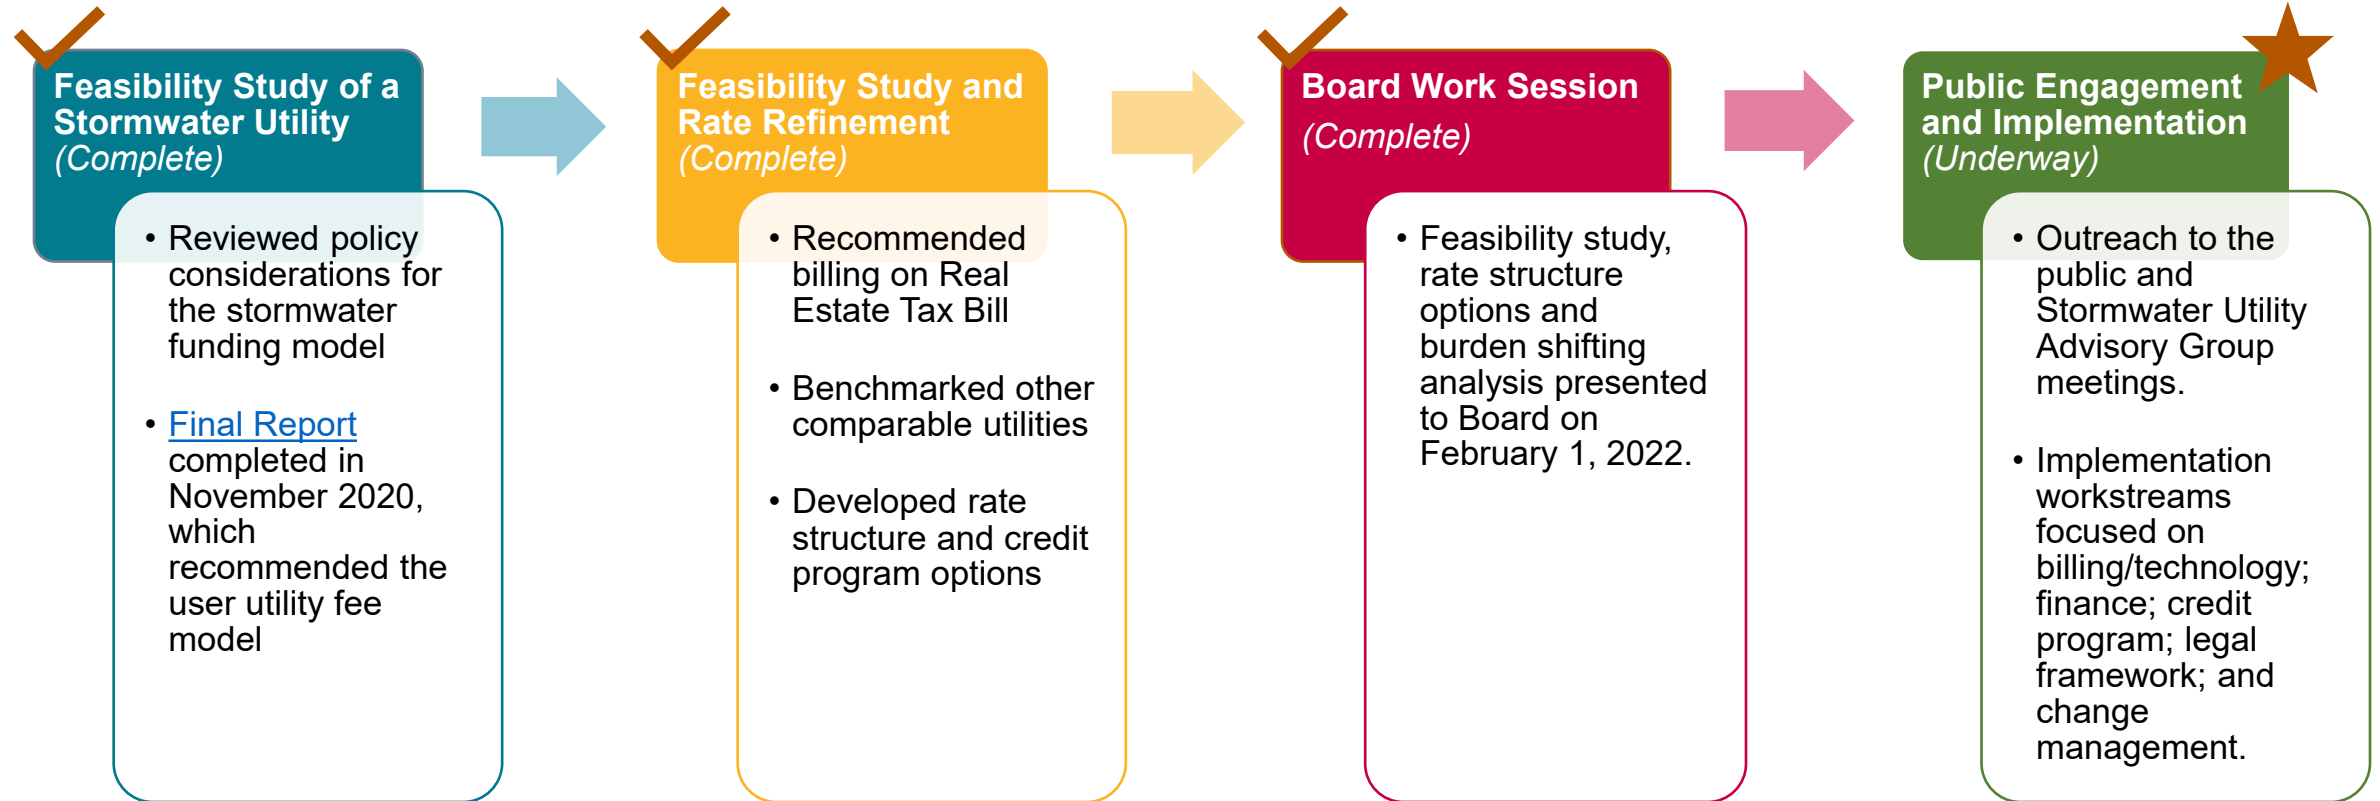 Feasibility Study of a
Stormwater Utility
(Complete)
• Reviewed policy
considerations for
the stormwater
funding model
• Final Report
completed in
November 2020,
which
recommended the
user utility fee
model
Feasibility Study and
Rate Refinement
(Complete)
• Recommended
billing on Real
Estate Tax Bill
• Benchmarked other
comparable utilities
• Developed rate
structure and credit
program options
Board Work Session
(Complete)
• Feasibility study,
rate structure
options and
burden shifting
analysis presented
to Board on
February 1, 2022.
Public Engagement
and Implementation
(Underway)
• Outreach to the
public and
Stormwater Utility
Advisory Group
meetings.
• Implementation
workstreams
focused on
billing/technology;
finance; credit
program; legal
framework; and
change
management.